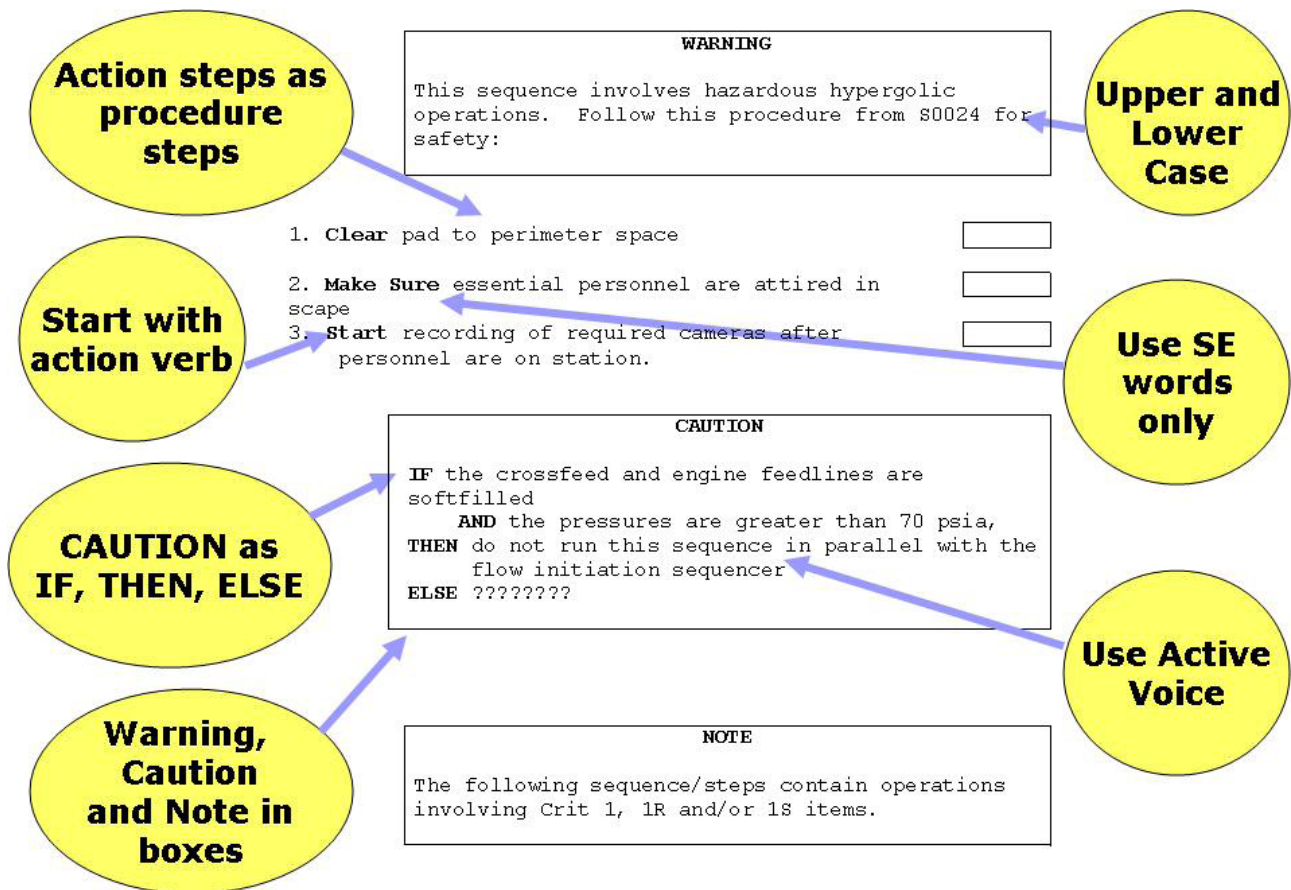 Action steps as
procedure
steps
WARNING
This sequence involves hazardous hypergolic
operations.  Follow this procedure from S0024 for
safety:
Upper and
Lower
Case
1. Clear pad to perimeter space
2. Make Sure essential personnel are attired in
scape
3. Start recording of required cameras after
personnel are on station.
Start with
action verb
Use SE
words
only
CAUTION
IF the crossfeed and engine feedlines are
softfilled
AND the pressures are greater than 70 psia,
THEN do not run this sequence in parallel with the
flow initiation sequencer
ELSE ????????
CAUTION as
IF, THEN, ELSE
Use Active
Voice
Warning,
Caution
and Note in
boxes
NOTE
The following sequence/steps contain operations
involving Crit 1, 1R and/or 1S items.